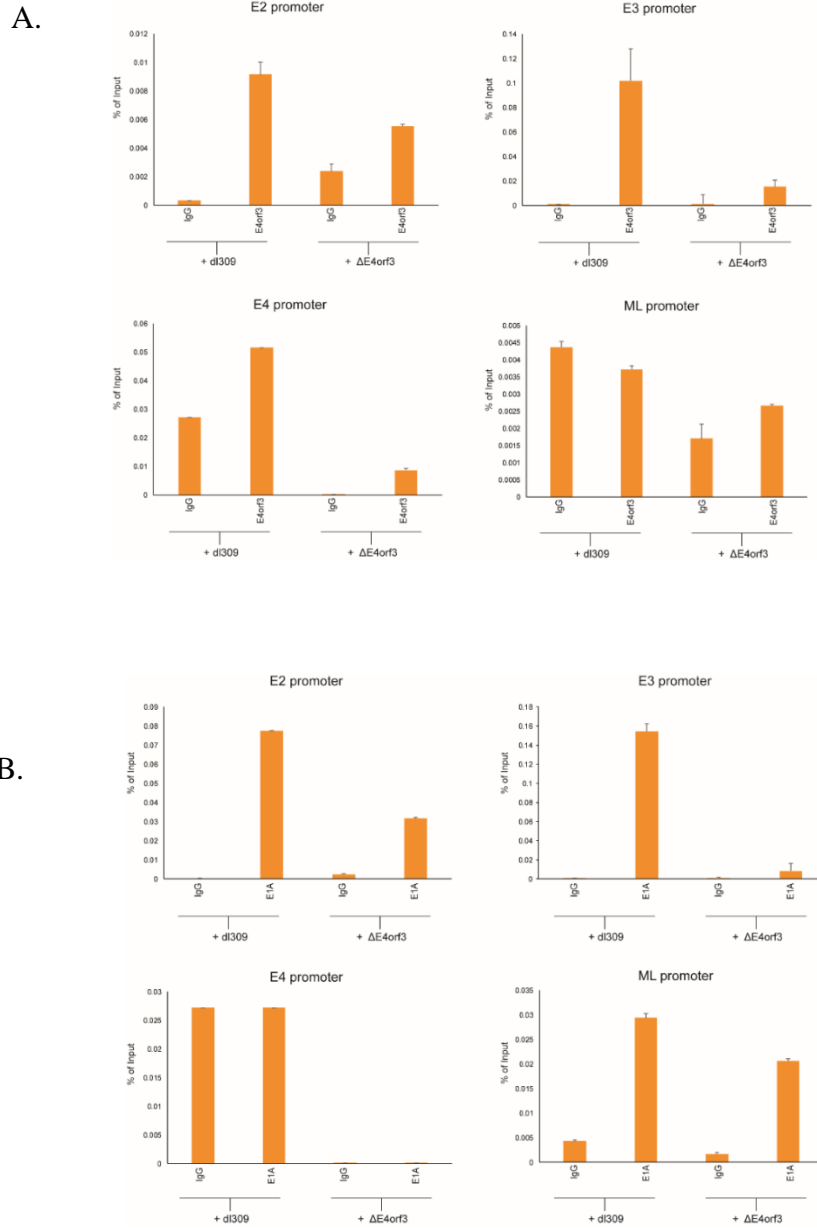 A.
E2 promoter
% of Input
0.012
0.01
0.008
0.006
0.004
0.002
0
IgG
E4orf3
IgG
E4orf3
+ dl309
+ ΔE4orf3
E3 promoter
% of Input
0.14
0.12
0.1
0.08
0.06
0.04
0.02
0
IgG
E4orf3
IgG
E4orf3
+ dl309
+ ΔE4orf3
E4 promoter
% of Input
0.06
0.05
0.04
0.03
0.02
0.01
0
IgG
E4orf3
IgG
E4orf3
+ dl309
+ ΔE4orf3
ML promoter
% of Input
0.005
0.0045
0.004
0.0035
0.003
0.0025
0.002
0.0015
0.001
0.0005
0
IgG
E4orf3
IgG
E4orf3
+ dl309
+ ΔE4orf3
B.
E2 promoter
% of Input
0.09
0.08
0.07
0.06
0.05
0.04
0.03
0.02
0.01
0
IgG
E1A
IgG
E1A
+ dl309
+ ΔE4orf3
E3 promoter
% of Input
0.18
0.16
0.14
0.12
0.1
0.08
0.06
0.04
0.02
0
IgG
E1A
IgG
E1A
+ dl309
+ ΔE4orf3
E4 promoter
% of Input
0.03
0.025
0.02
0.015
0.01
0.005
0
IgG
E1A
IgG
E1A
+ dl309
+ ΔE4orf3
ML promoter
% of Input
0.035
0.03
0.025
0.02
0.015
0.01
0.005
0
IgG
E1A
IgG
E1A
+ dl309
+ ΔE4orf3